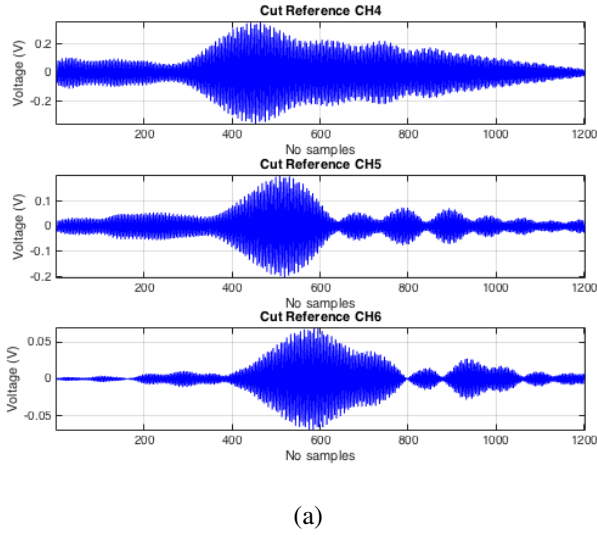 Cut Reference CH4
Voltage (V)
0.2
0
-0.2
200 400 600 800 1000 1200
No samples
Cut Reference CH5
Voltage (V)
0.1
0
-0.1
-0.2
200 400 600 800 1000 1200
No samples
Cut Reference CH6
Voltage (V)
0.05
0
-0.05
200 400 600 800 1000 1200
No samples
(a)